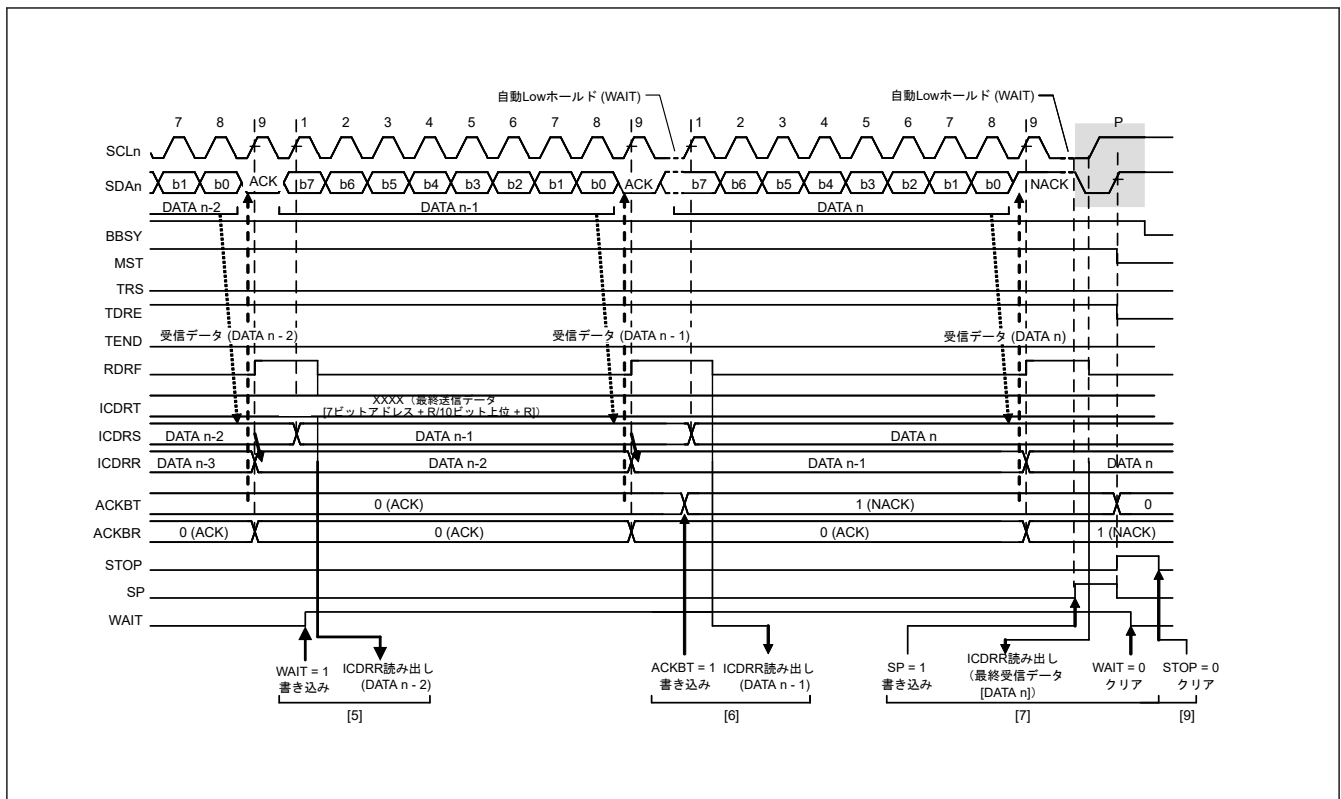 自動Lowホールド (WAIT)
自動Lowホールド (WAIT)
7 8 9 1 2 3 4 5 6 7 8 9 1 2 3 4 5 6 7 8 9 P
SCLn
SDAn b1 b0 ACK b7 b6 b5 b4 b3 b2 b1 b0 ACK b7 b6 b5 b4 b3 b2 b1 b0 NACK
DATA n-2 DATA n-1 DATA n
BBSY
MST
TRS
TDRE
TEND 受信データ (DATA n - 2) 受信データ (DATA n - 1) 受信データ (DATA n)
RDRF
ICDRT XXXX(最終送信データ
[7ビットアドレス + R/10ビット上位 + R])
ICDRS DATA n-2 DATA n-1 DATA n
ICDRR DATA n-3 DATA n-2 DATA n-1 DATA n
ACKBT 0 (ACK) 1 (NACK) 0
ACKBR 0 (ACK) 0 (ACK) 0 (ACK) 1 (NACK)
STOP
SP
WAIT
WAIT = 1
書き込み
ICDRR読み出し
(DATA n - 2)
[5]
ACKBT = 1
書き込み
ICDRR読み出し
(DATA n - 1)
[6]
SP = 1
書き込み
ICDRR読み出し
(最終受信データ
[DATA n])
WAIT = 0
クリア
[7]
STOP = 0
クリア
[9]